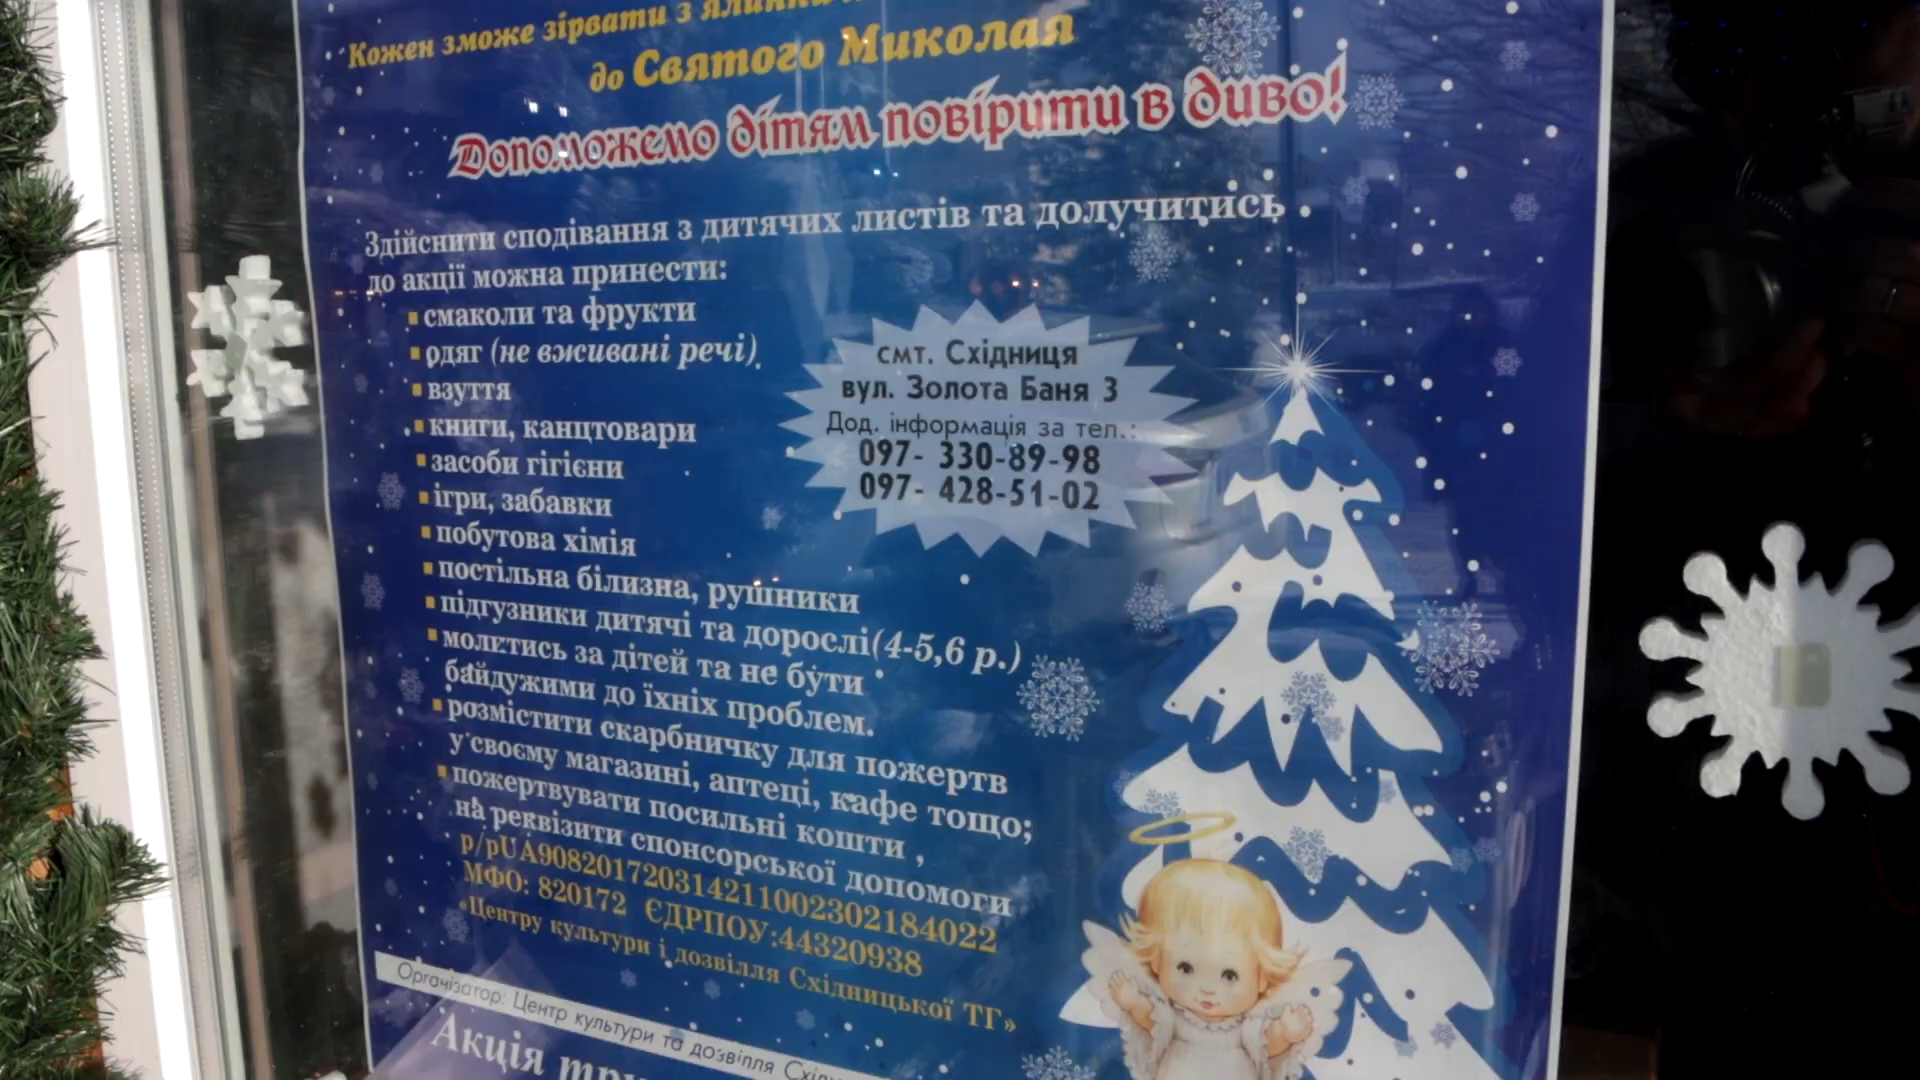 Кожен зможе зірвати з ялинки
до Святого Миколая
Допоможемо дітям повірити в диво!
Здійснити сподівання з дитячих листів та долучитись
до акції можна принести:
смаколи та фрукти
одяг (не вживані речі)
взуття
книги, канцтовари
засоби гігієни
ігри, забавки
побутова хімія
постільна білизна, рушники
підгузники дитячі та дорослі(4-5,6 р.)
молитись за дітей та не бути
байдужими до їхніх проблем.
розмістити скарбничку для пожертв
у своєму магазині, аптеці, кафе тощо;
пожертвувати посильні кошти ,
на реквізити спонсорської допомоги
р/рUA908201720314211002302184022
МФО: 820172 ЄДРПОУ:44320938
«Центру культури і дозвілля Східницької ТГ»
смт. Східниця
вул. Золота Баня 3
Дод. інформація за тел.:
097- 330-89-98
097- 428-51-02
Організатор: Центр культури та дозвілля
Акція